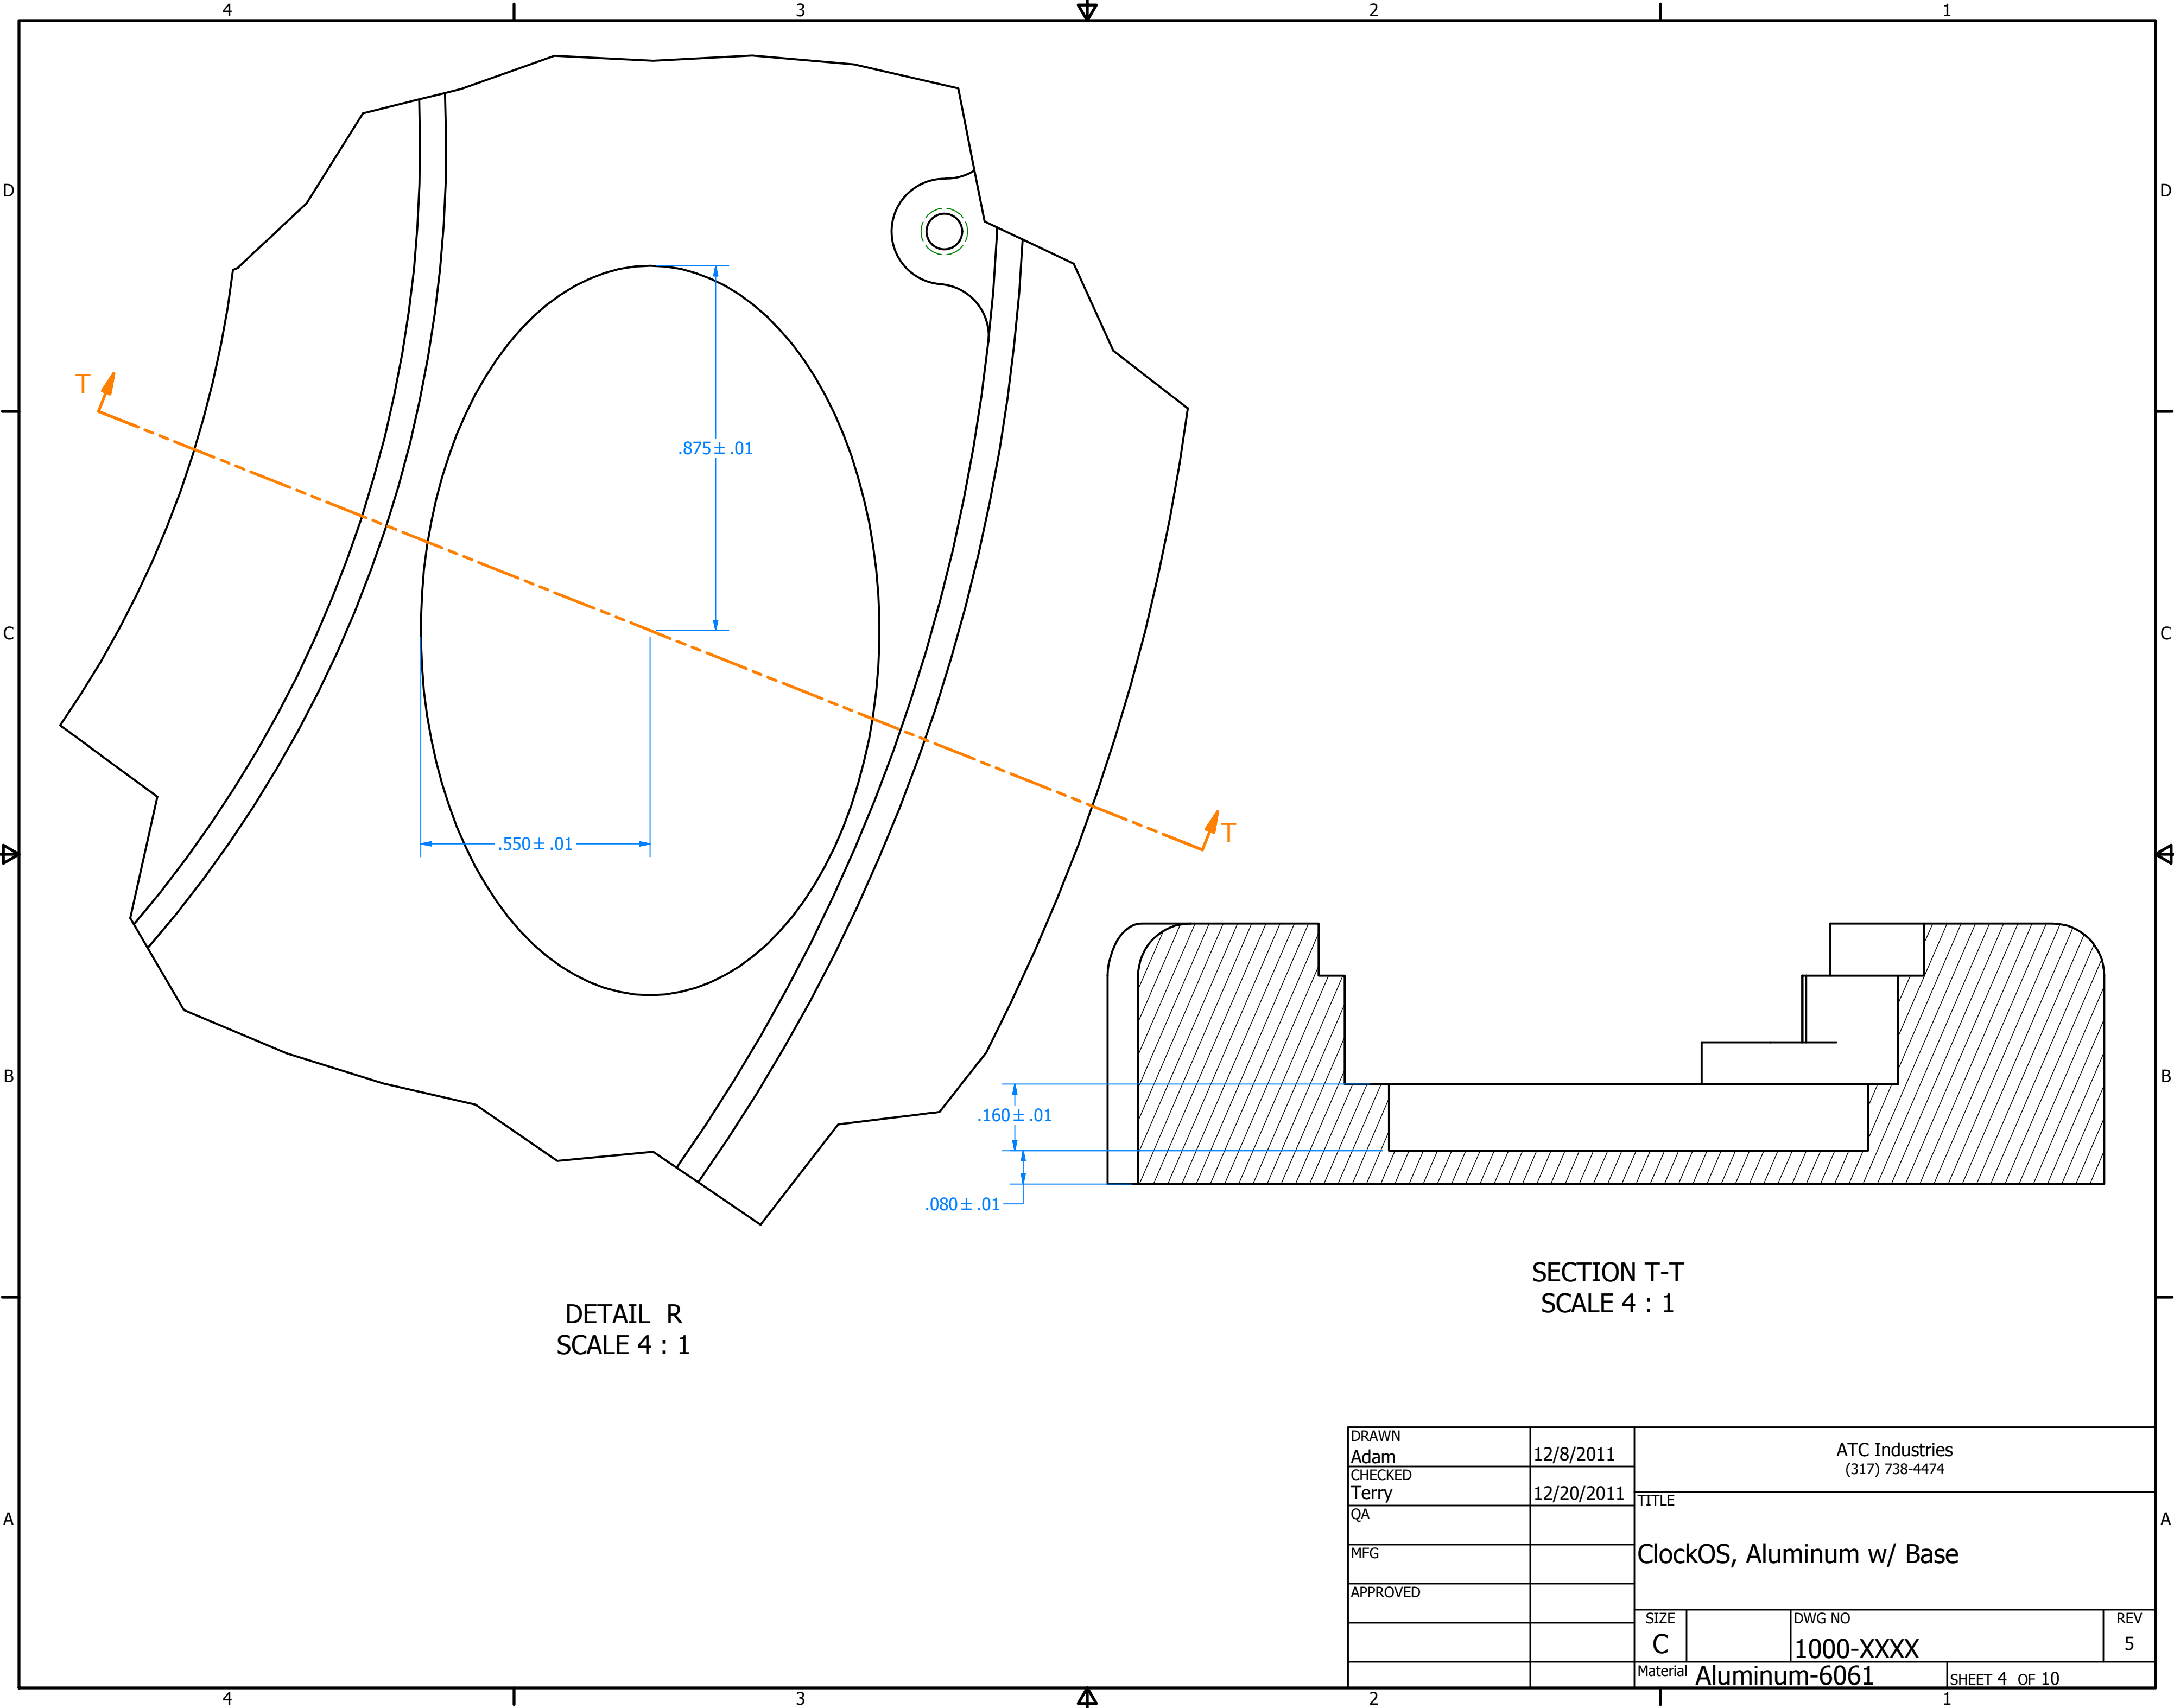 4 3 2 1
D D
T
.875± .01
C C
.550± .01
T
B B
.160± .01
.080± .01
SECTION T-T
SCALE 4 : 1
DETAIL R
SCALE 4 : 1
A A
DRAWN
Adam 12/8/2011
CHECKED
Terry 12/20/2011
QA
MFG
APPROVED
ATC Industries
(317) 738-4474
TITLE
ClockOS, Aluminum w/ Base
SIZE
C
DWG NO
1000-XXXX
REV
5
Material Aluminum-6061
SHEET 4 OF 10
4 3 2 1